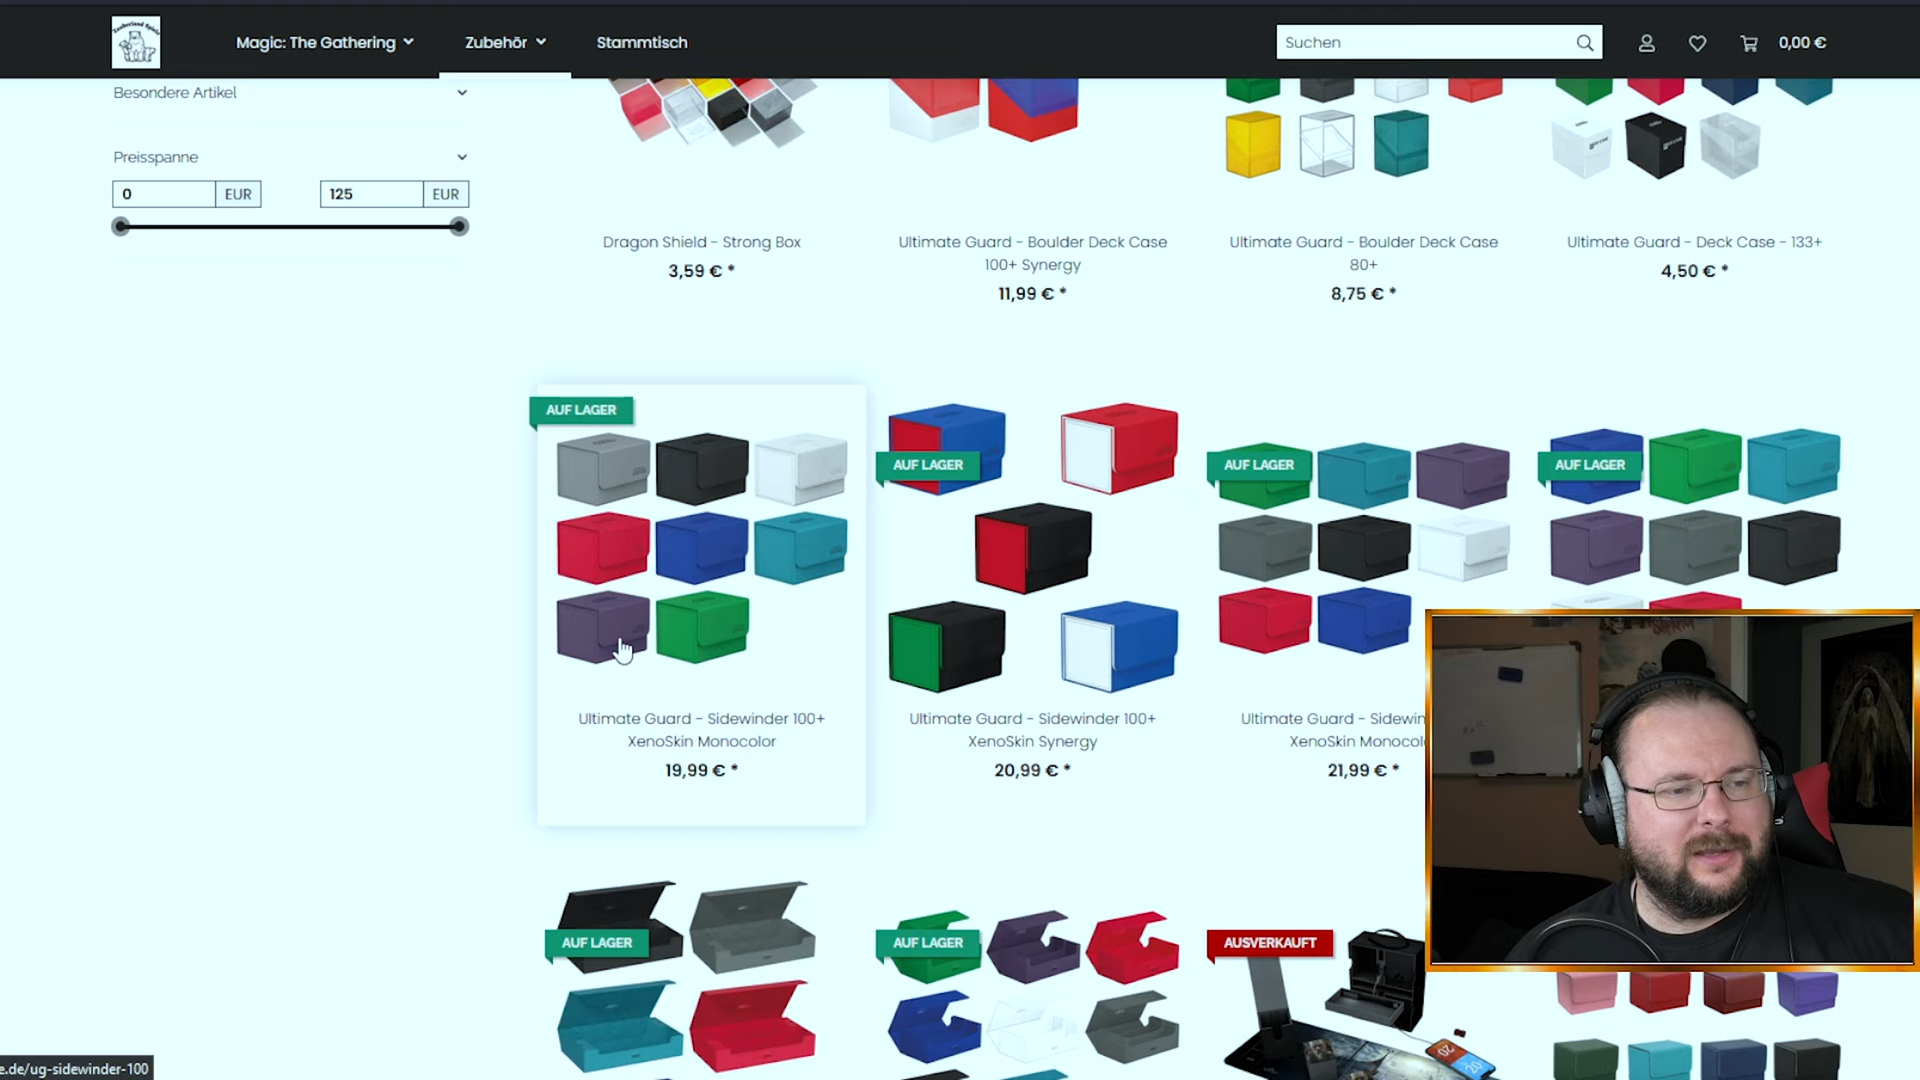 Zauberland Spiele
Magic: The Gathering
Zubehör
Stammtisch
Suchen
0,00 €
Besondere Artikel
Preisspanne
0 EUR
125 EUR
Dragon Shield - Strong Box
3,59 € *
Ultimate Guard - Boulder Deck Case
100+ Synergy
11,99 € *
Ultimate Guard - Boulder Deck Case
80+
8,75 € *
Ultimate Guard - Deck Case - 133+
4,50 € *
AUF LAGER
AUF LAGER
AUF LAGER
AUF LAGER
Ultimate Guard - Sidewinder 100+
XenoSkin Monocolor
19,99 € *
Ultimate Guard - Sidewinder 100+
XenoSkin Synergy
20,99 € *
Ultimate Guard - Sidewin
XenoSkin Monocol
21,99 € *
AUF LAGER
AUF LAGER
AUSVERKAUFT
20
20
e.de/ug-sidewinder-100